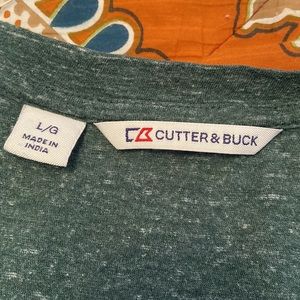 L/G
MADE IN
INDIA
CUTTER & BUCK